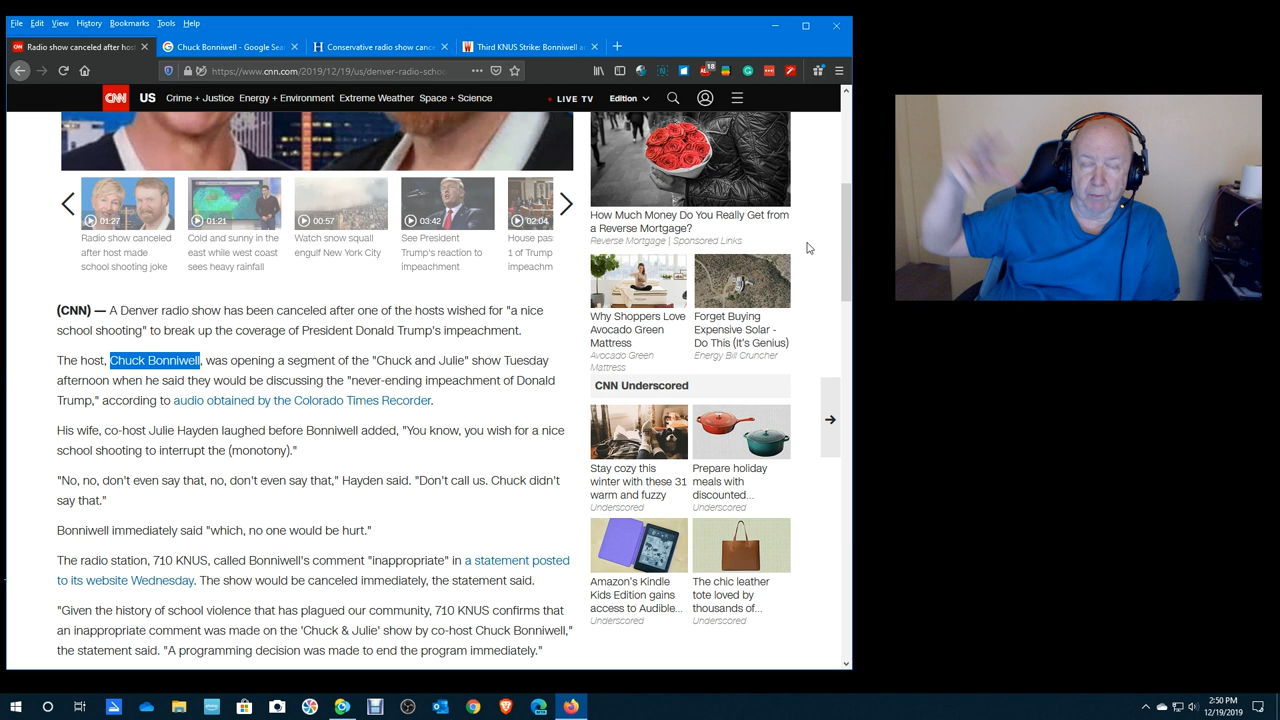 File Edit View History Bookmarks Tools Help
Radio show canceled after host
Chuck Bonniwell - Google Sea
Conservative radio show cance
Third KNUS Strike: Bonniwell a
https://www.cnn.com/2019/12/19/us/denver-radio-schoo
18
CNN US Crime + Justice Energy + Environment Extreme Weather Space + Science LIVE TV Edition
01:27
01:21
00:57
03:42
02:04
Radio show canceled after host made school shooting joke
Cold and sunny in the east while west coast sees heavy rainfall
Watch snow squall engulf New York City
See President Trump's reaction to impeachment
House pas
1 of Trump
impeachm
(CNN) — A Denver radio show has been canceled after one of the hosts wished for "a nice
school shooting" to break up the coverage of President Donald Trump's impeachment.
The host, Chuck Bonniwell, was opening a segment of the "Chuck and Julie" show Tuesday
afternoon when he said they would be discussing the "never-ending impeachment of Donald
Trump," according to audio obtained by the Colorado Times Recorder.
His wife, co-host Julie Hayden laughed before Bonniwell added, "You know, you wish for a nice
school shooting to interrupt the (monotony)."
"No, no, don't even say that, no, don't even say that," Hayden said. "Don't call us. Chuck didn't
say that."
Bonniwell immediately said "which, no one would be hurt."
The radio station, 710 KNUS, called Bonniwell's comment "inappropriate" in a statement posted
to its website Wednesday. The show would be canceled immediately, the statement said.
"Given the history of school violence that has plagued our community, 710 KNUS confirms that
an inappropriate comment was made on the 'Chuck & Julie' show by co-host Chuck Bonniwell,"
the statement said. "A programming decision was made to end the program immediately."
How Much Money Do You Really Get from
a Reverse Mortgage?
Reverse Mortgage | Sponsored Links
Why Shoppers Love
Avocado Green
Mattress
Avocado Green
Mattress
Forget Buying
Expensive Solar -
Do This (It's Genius)
Energy Bill Cruncher
CNN Underscored
Stay cozy this
winter with these 31
warm and fuzzy
Underscored
Prepare holiday
meals with
discounted...
Underscored
Amazon's Kindle
Kids Edition gains
access to Audible...
Underscored
The chic leather
tote loved by
thousands of...
Underscored
2:50 PM
12/19/2019